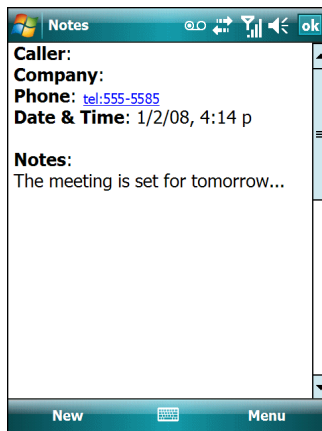 Notes
ok
Caller:
Company:
Phone: tel:555-5585
Date & Time: 1/2/08, 4:14 p
Notes:
The meeting is set for tomorrow...
New
Menu